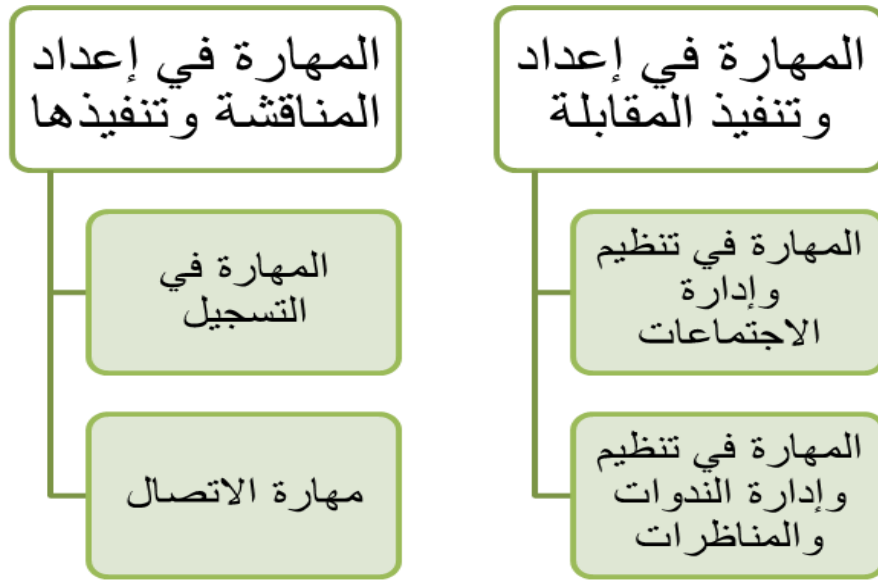 المهارة في إعداد
وتنفيذ المقابلة
المهارة في تنظيم
وإدارة
الاجتماعات
المهارة في تنظيم
وإدارة الندوات
والمناظرات
المهارة في إعداد
المناقشة وتنفيذها
المهارة في
التسجيل
مهارة الاتصال